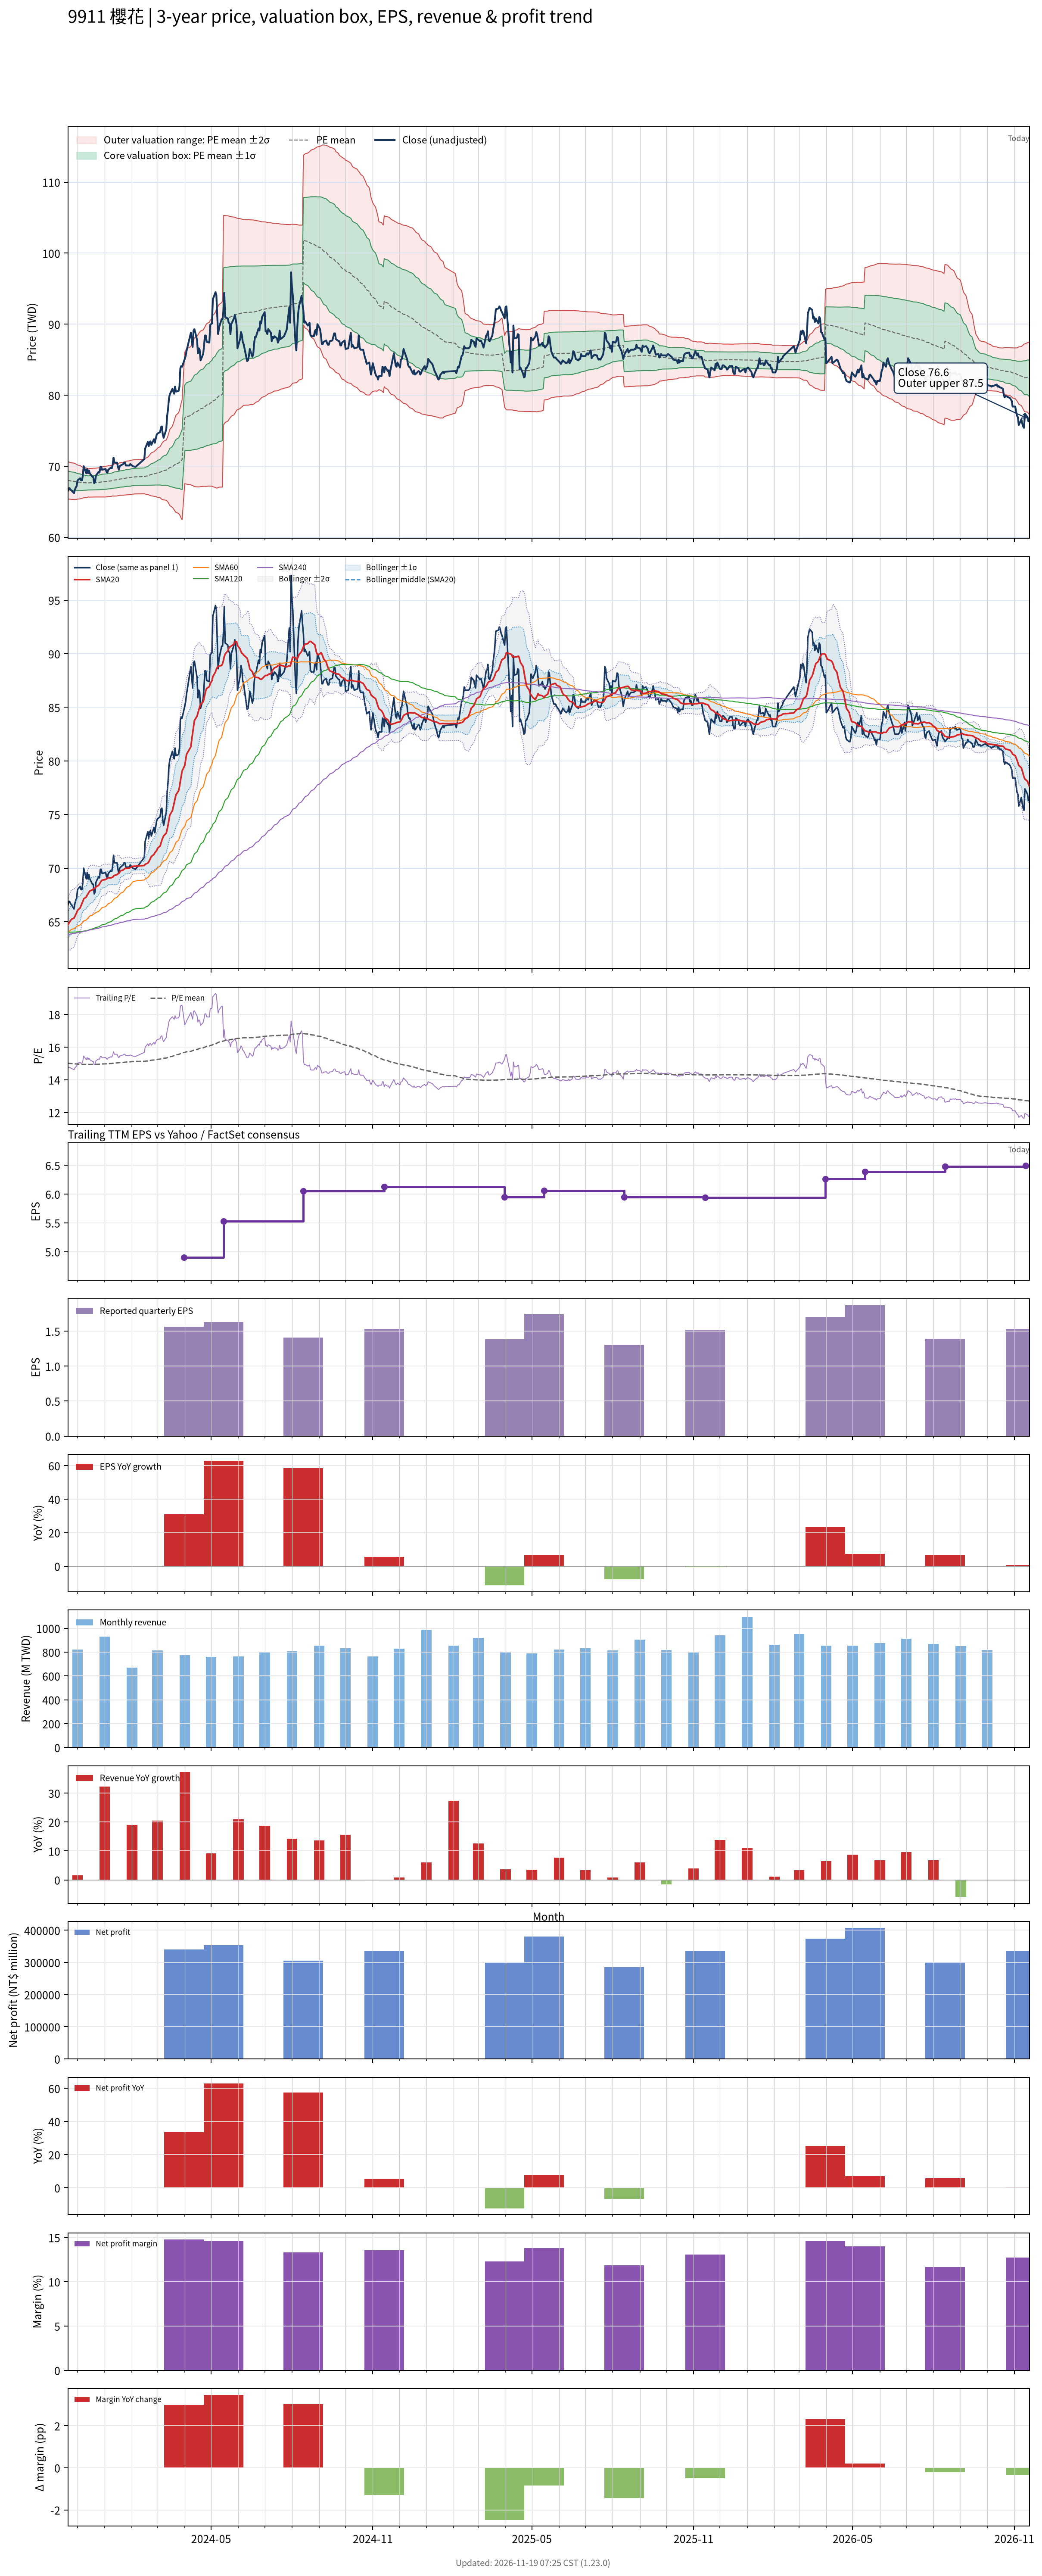 9911 櫻花 | 3-year price, valuation box, EPS, revenue & profit trend
Outer valuation range: PE mean ±2σ
PE mean
Close (unadjusted)
Core valuation box: PE mean ±1σ
Today
Price (TWD)
110
100
90
80
70
60
Close 76.6
Outer upper 87.5
Close (same as panel 1)
SMA60
SMA240
Bollinger ±1σ
SMA20
SMA120
Bollinger ±2σ
Bollinger middle (SMA20)
Price
95
90
85
80
75
70
65
Trailing P/E
P/E mean
P/E
18
16
14
12
Trailing TTM EPS vs Yahoo / FactSet consensus
Today
EPS
6.5
6.0
5.5
5.0
Reported quarterly EPS
EPS
1.5
1.0
0.5
0.0
EPS YoY growth
YoY (%)
60
40
20
0
Monthly revenue
Revenue (M TWD)
1000
800
600
400
200
0
Revenue YoY growth
YoY (%)
30
20
10
0
Month
Net profit
Net profit (NT$ million)
400000
300000
200000
100000
0
Net profit YoY
YoY (%)
60
40
20
0
Net profit margin
Margin (%)
15
10
5
0
Margin YoY change
Δ margin (pp)
2
0
-2
2024-05
2024-11
2025-05
2025-11
2026-05
2026-11
Updated: 2026-11-19 07:25 CST (1.23.0)